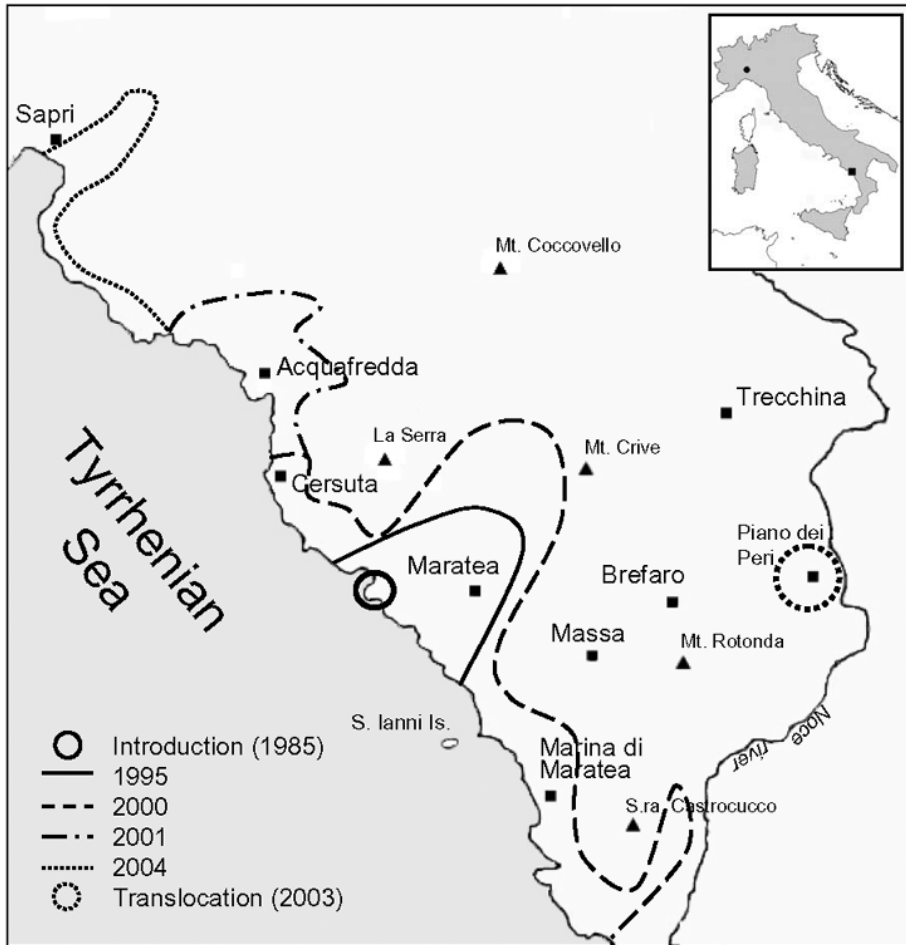 Sapri
Mt. Coccovello
Acquafredda
Trecchina
La Serra
Mt. Crive
Cersuta
Tyrrhenian
Sea
Piano dei
Peri
Maratea
Brefaro
Massa
Mt. Rotonda
S. Ianni Is.
Noce
river
Marina di
Maratea
S.ra Castrocucco
Introduction (1985)
1995
2000
2001
2004
Translocation (2003)